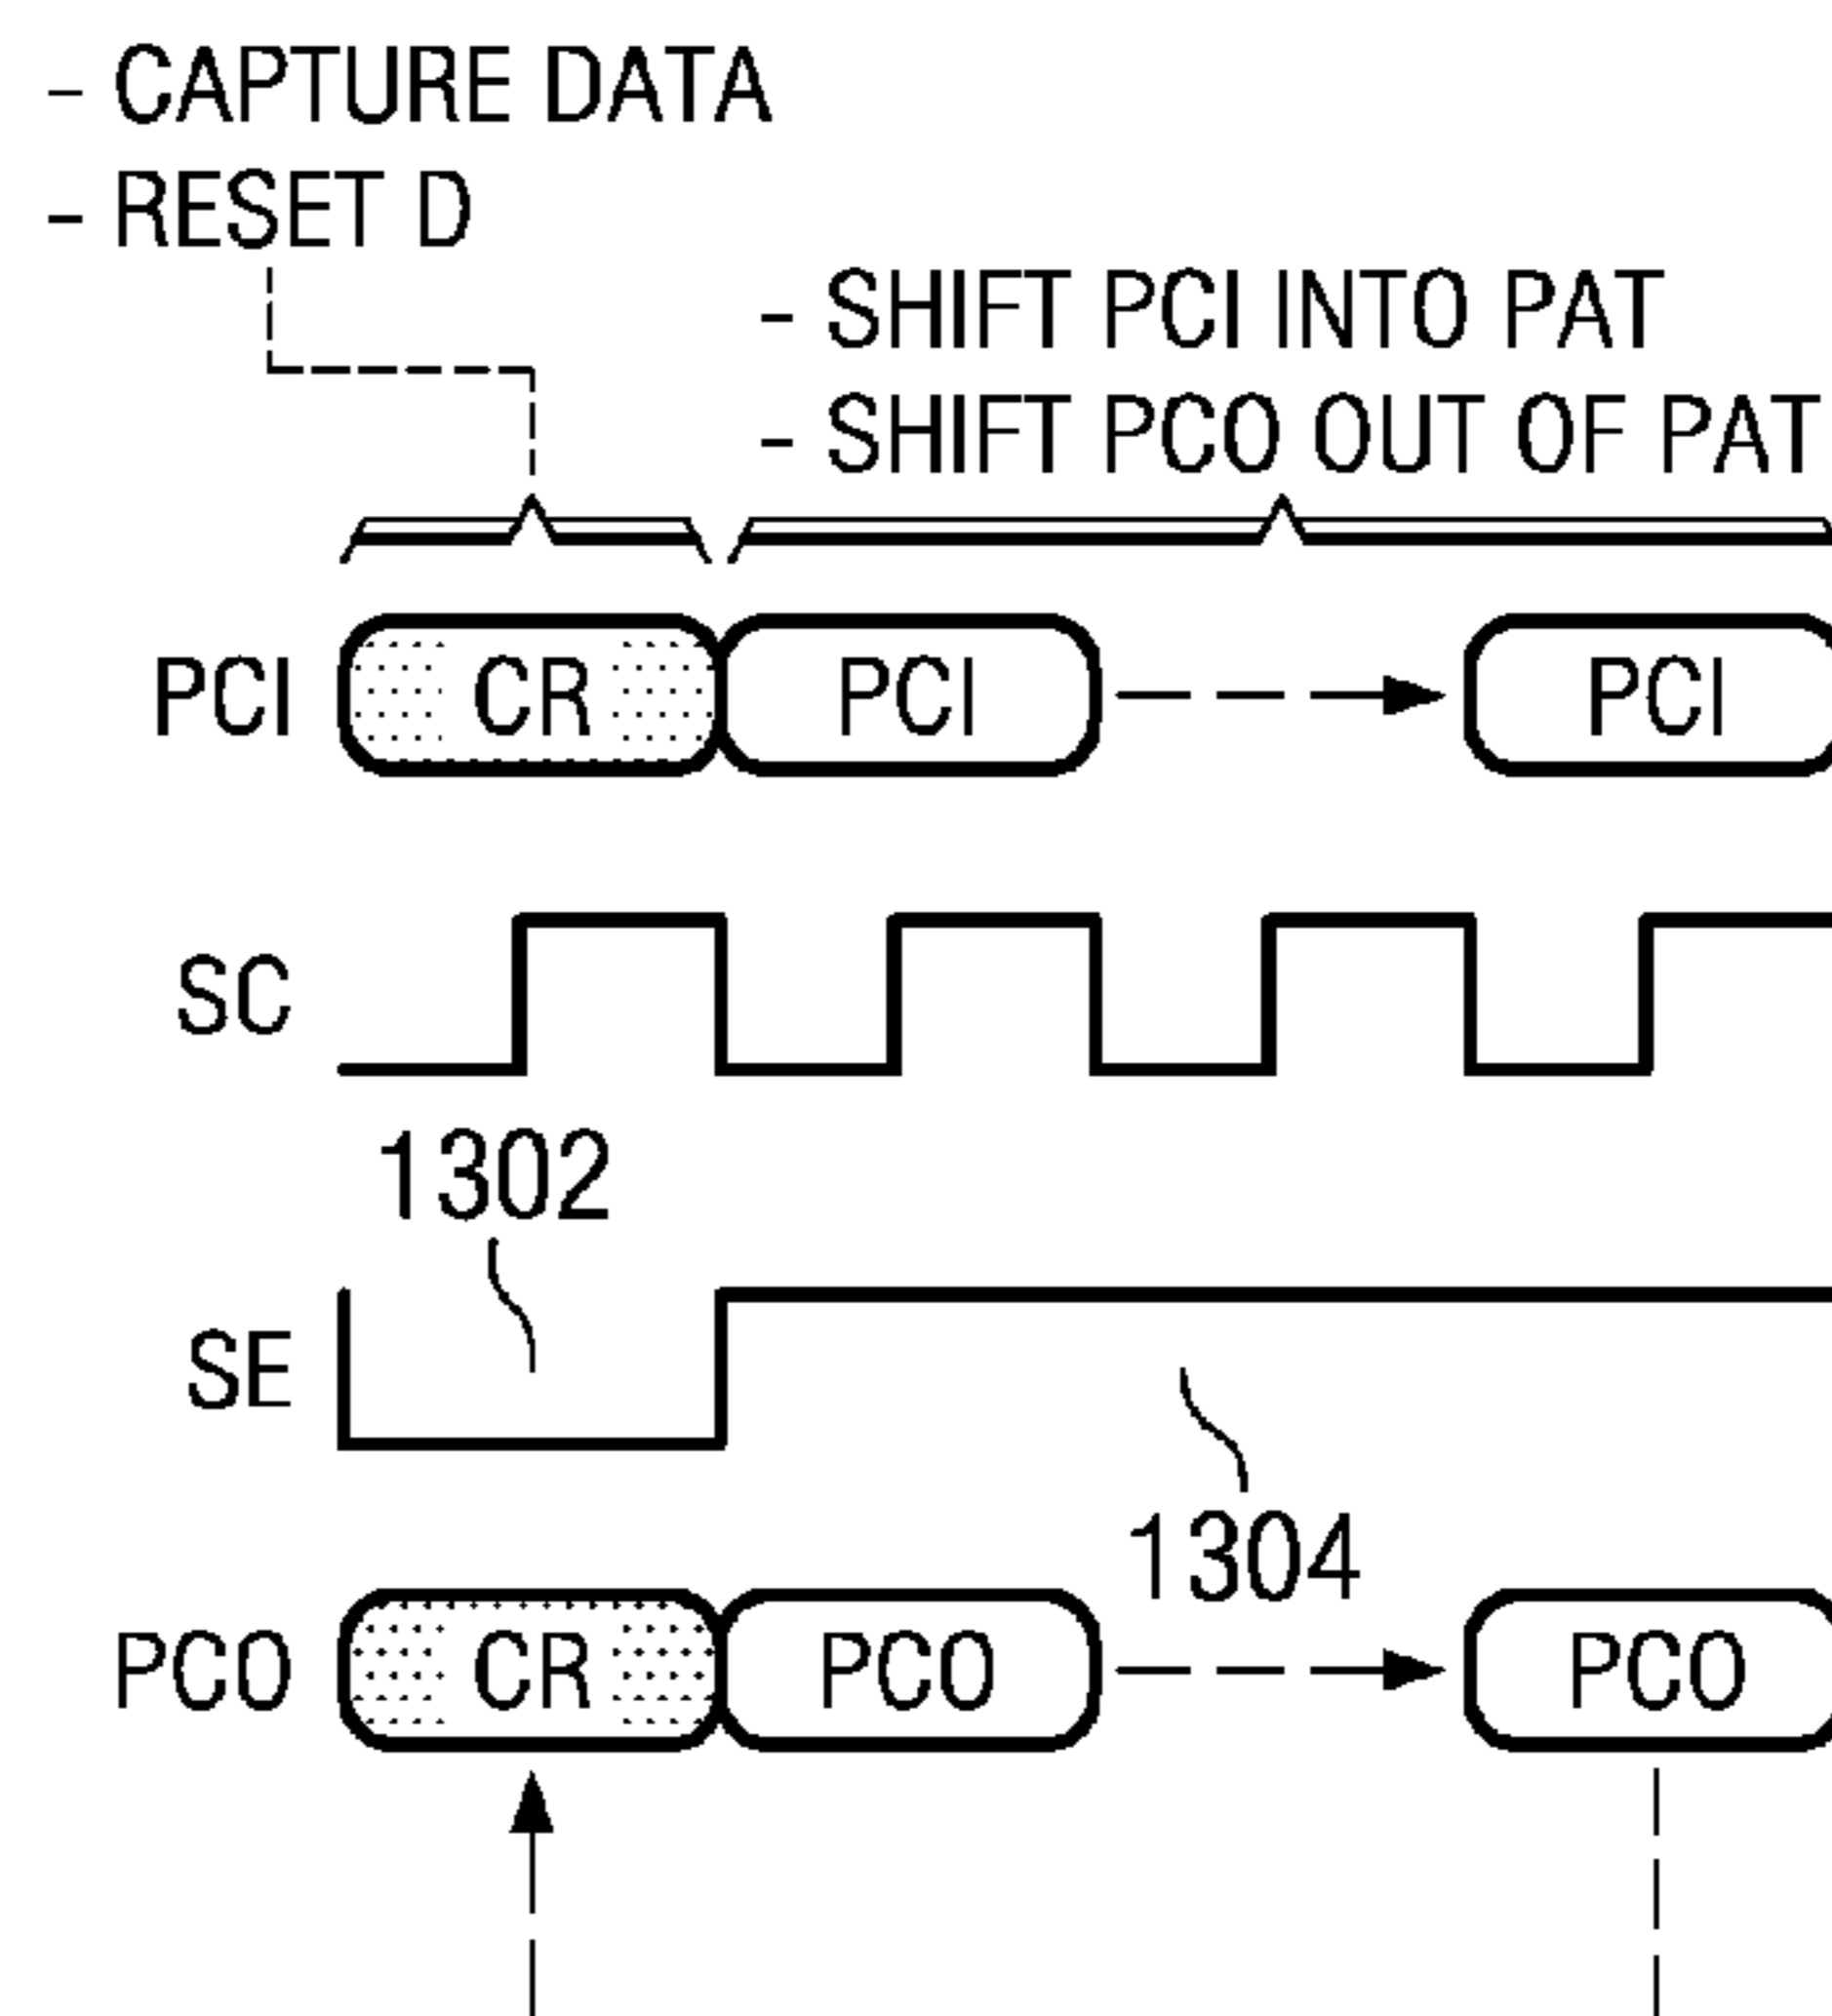 - CAPTURE DATA
- RESET D
- SHIFT PCI INTO PAT
- SHIFT PCO OUT OF PAT
PCI CR PCI PCI
SC
1302
SE
1304
PCO CR PCO PCO